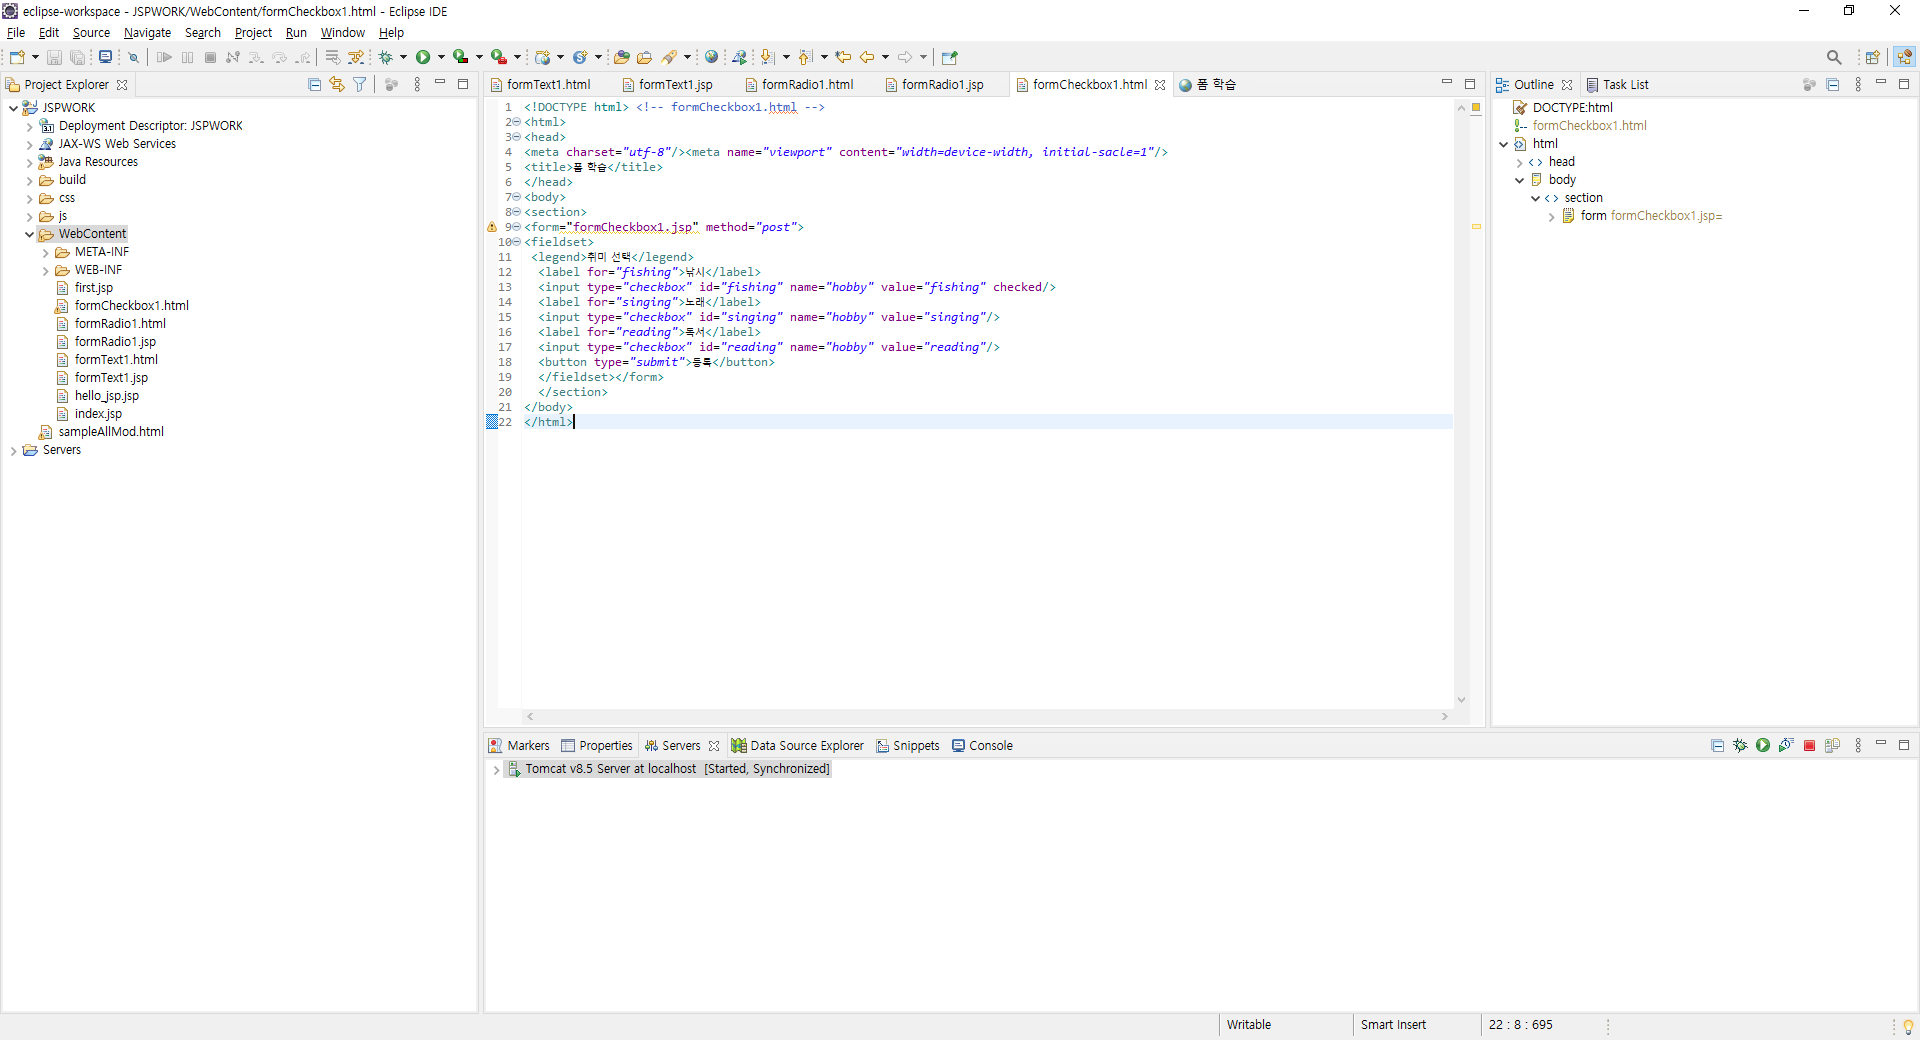 eclipse-workspace - JSPWORK/WebContent/formCheckbox1.html - Eclipse IDE
File Edit Source Navigate Search Project Run Window Help
Project Explorer
JSPWORK
Deployment Descriptor: JSPWORK
JAX-WS Web Services
Java Resources
build
css
js
WebContent
META-INF
WEB-INF
first.jsp
formCheckbox1.html
formRadio1.html
formRadio1.jsp
formText1.html
formText1.jsp
hello_jsp.jsp
index.jsp
sampleAllMod.html
Servers
formText1.html formText1.jsp formRadio1.html formRadio1.jsp formCheckbox1.html 폼 학습
1 <!DOCTYPE html> <!-- formCheckbox1.html -->
2 <html>
3 <head>
4 <meta charset="utf-8"/><meta name="viewport" content="width=device-width, initial-sacle=1"/>
5 <title>폼 학습</title>
6 </head>
7 <body>
8 <section>
9 <form="formCheckbox1.jsp" method="post">
10 <fieldset>
11 <legend>취미 선택</legend>
12 <label for="fishing">낚시</label>
13 <input type="checkbox" id="fishing" name="hobby" value="fishing" checked/>
14 <label for="singing">노래</label>
15 <input type="checkbox" id="singing" name="hobby" value="singing"/>
16 <label for="reading">독서</label>
17 <input type="checkbox" id="reading" name="hobby" value="reading"/>
18 <button type="submit">등록</button>
19 </fieldset></form>
20 </section>
21 </body>
22 </html>
Outline Task List
DOCTYPE:html
formCheckbox1.html
html
head
body
section
form formCheckbox1.jsp=
Markers Properties Servers Data Source Explorer Snippets Console
Tomcat v8.5 Server at localhost [Started, Synchronized]
Writable Smart Insert 22 : 8 : 695